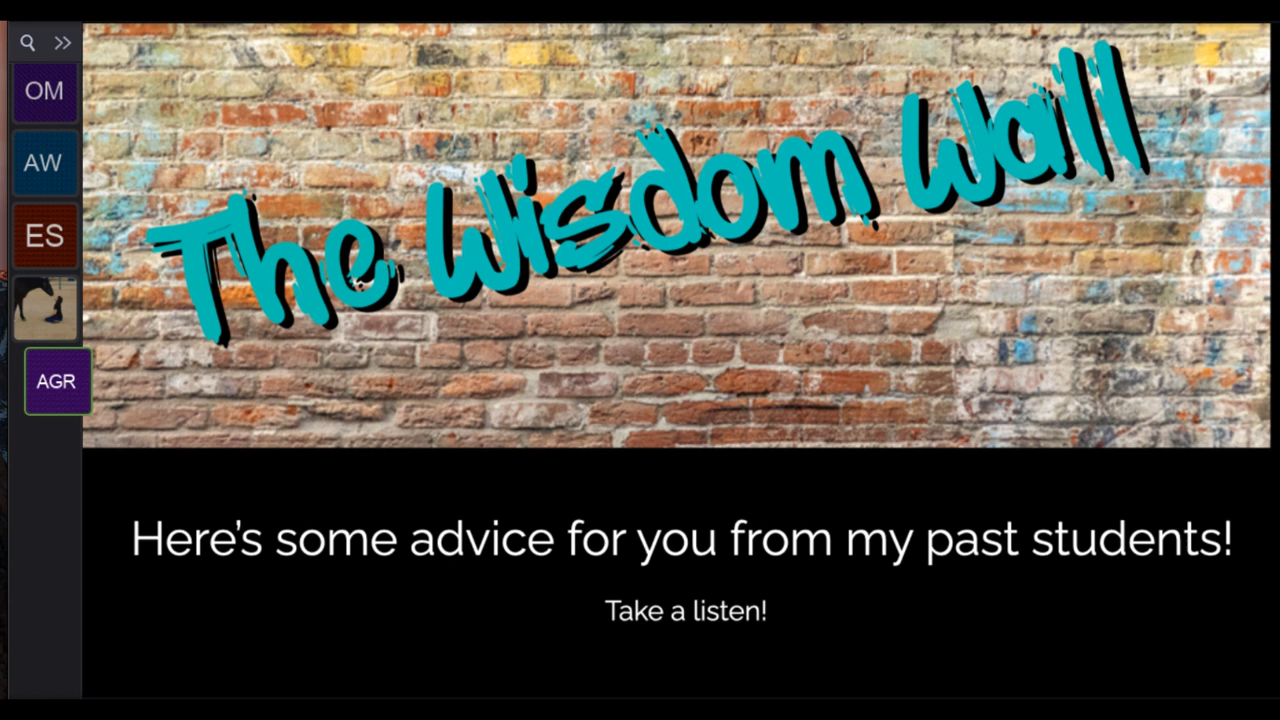 OM
AW
ES
AGR
The Wisdom Wall
Here’s some advice for you from my past students!
Take a listen!